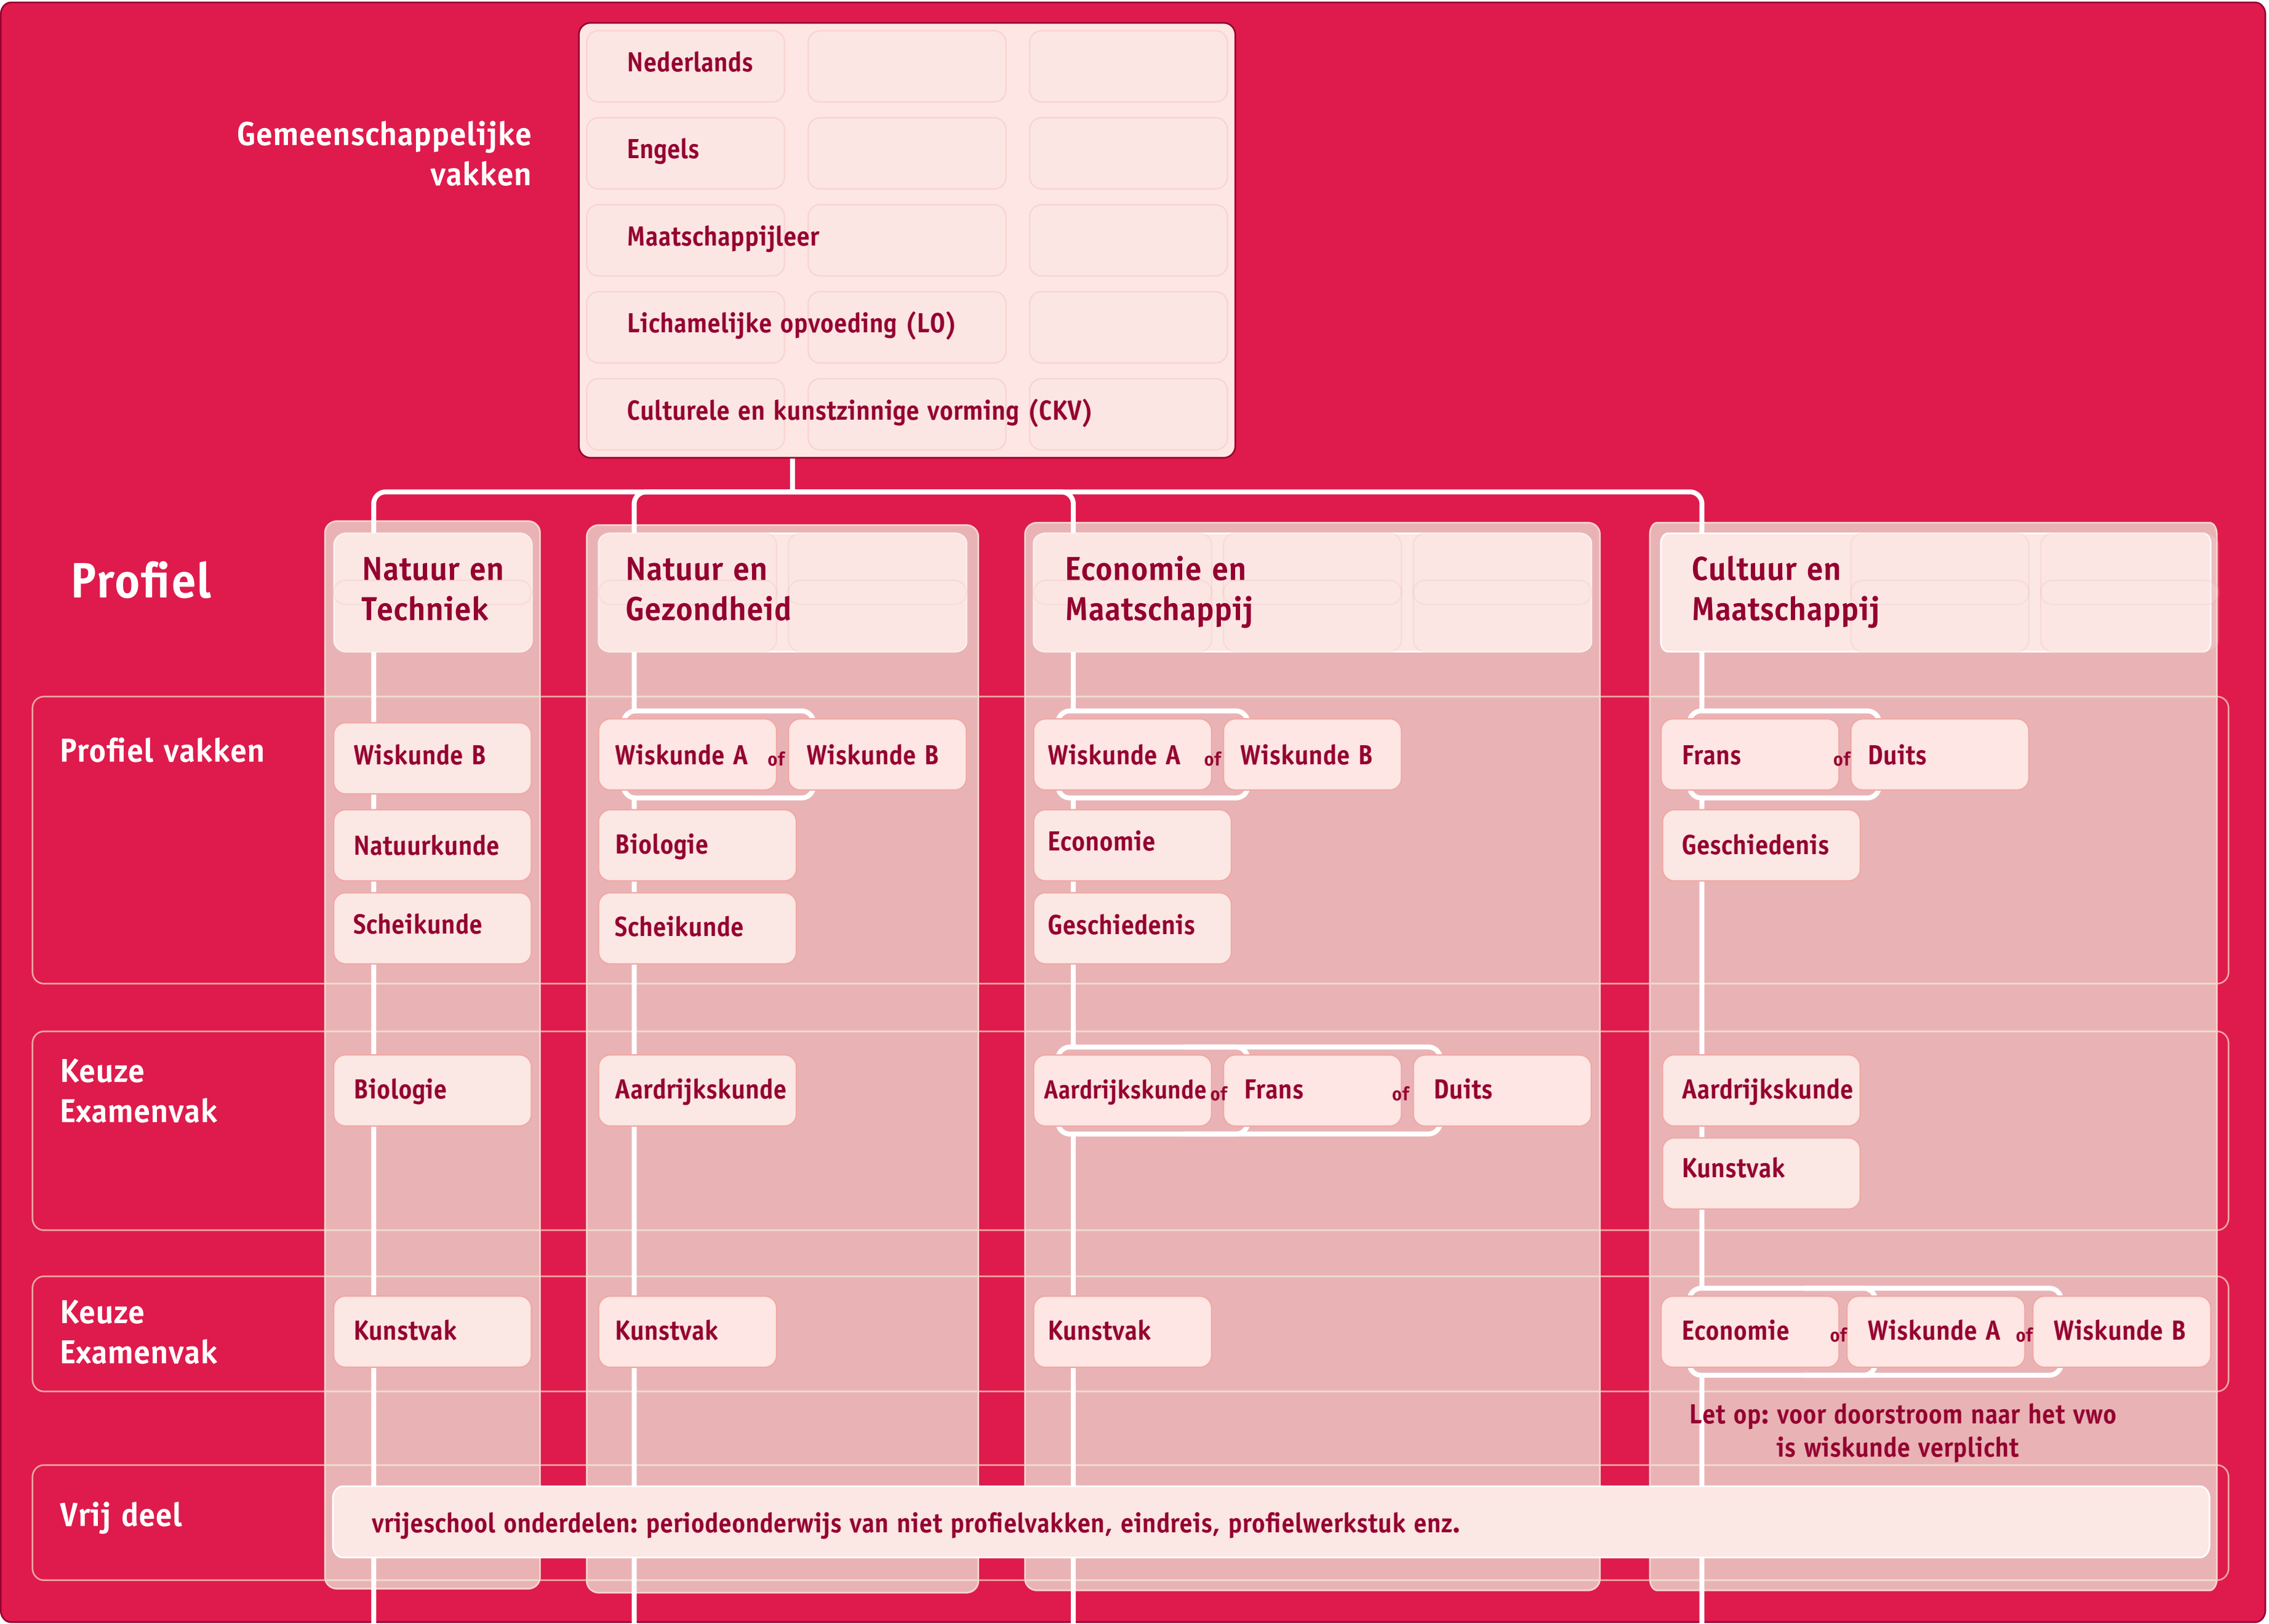 Gemeenschappelijke
vakken
Nederlands
Engels
Maatschappijleer
Lichamelijke opvoeding (LO)
Culturele en kunstzinnige vorming (CKV)
Profiel
Natuur en
Techniek
Natuur en
Gezondheid
Economie en
Maatschappij
Cultuur en
Maatschappij
Profiel vakken
Wiskunde B
Wiskunde A of Wiskunde B
Wiskunde A of Wiskunde B
Frans of Duits
Natuurkunde
Biologie
Economie
Geschiedenis
Scheikunde
Scheikunde
Geschiedenis
Keuze
Examenvak
Biologie
Aardrijkskunde
Aardrijkskunde of Frans of Duits
Aardrijkskunde
Kunstvak
Keuze
Examenvak
Kunstvak
Kunstvak
Kunstvak
Economie of Wiskunde A of Wiskunde B
Let op: voor doorstroom naar het vwo
is wiskunde verplicht
Vrij deel
vrijeschool onderdelen: periodeonderwijs van niet profielvakken, eindreis, profielwerkstuk enz.